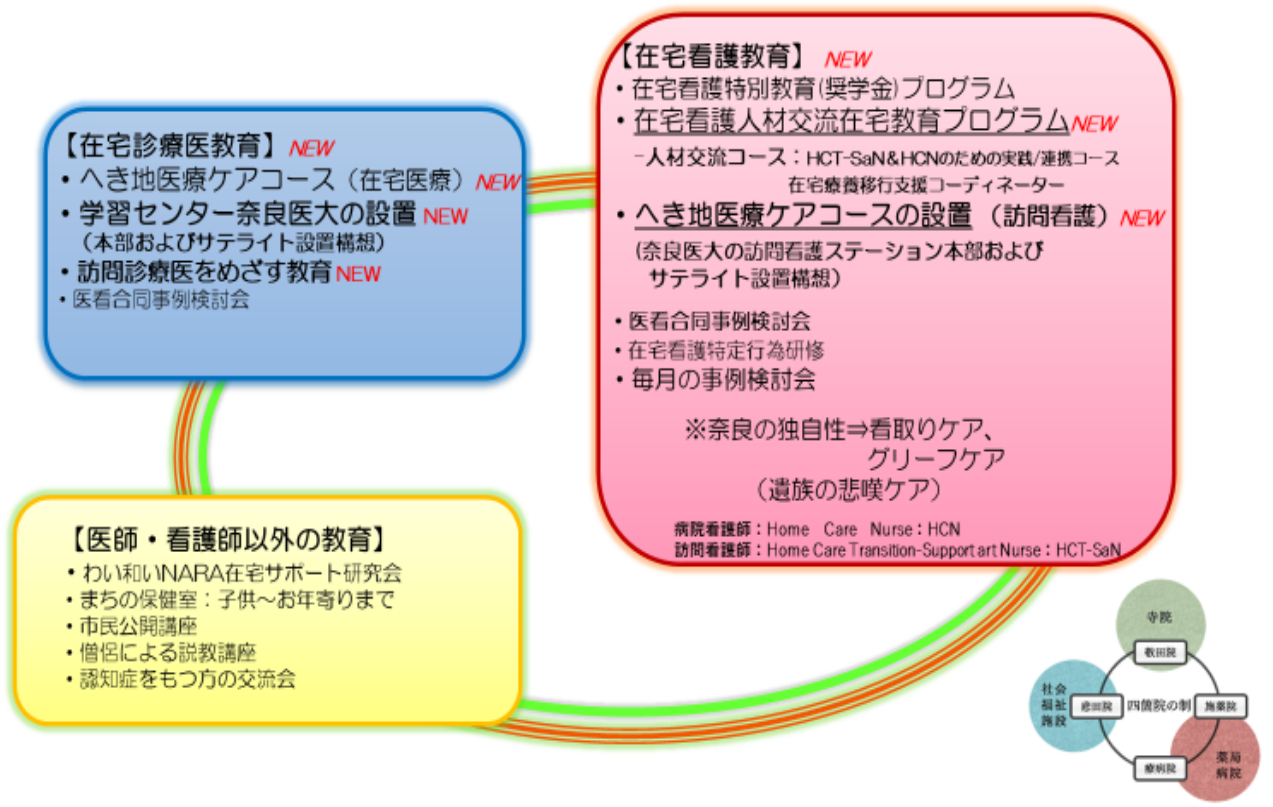 【在宅診療医教育】 NEW
・へき地医療ケアコース（在宅医療）NEW
・学習センター奈良医大の設置 NEW
（本部およびサテライト設置構想）
・訪問診療医をめざす教育 NEW
・医看合同事例検討会
【在宅看護教育】 NEW
・在宅看護特別教育(奨学金)プログラム
・在宅看護人材交流在宅教育プログラムNEW
－人材交流コース：HCT-SaN&HCNのための実践/連携コース
在宅療養移行支援コーディネーター
・へき地医療ケアコースの設置 （訪問看護）NEW
(奈良医大の訪問看護ステーション本部および
サテライト設置構想）
・医看合同事例検討会
・在宅看護特定行為研修
・毎月の事例検討会
※奈良の独自性⇒看取りケア、
グリーフケア
（遺族の悲嘆ケア）
病院看護師：Home Care Nurse：HCN
訪問看護師：Home Care Transition-Support art Nurse：HCT-SaN
【医師・看護師以外の教育】
・わい和いNARA在宅サポート研究会
・まちの保健室：子供～お年寄りまで
・市民公開講座
・僧侶による説教講座
・認知症をもつ方の交流会
寺院
敬田院
社会
福祉
施設
悲田院
四箇院の制
施薬院
療病院
薬局
病院